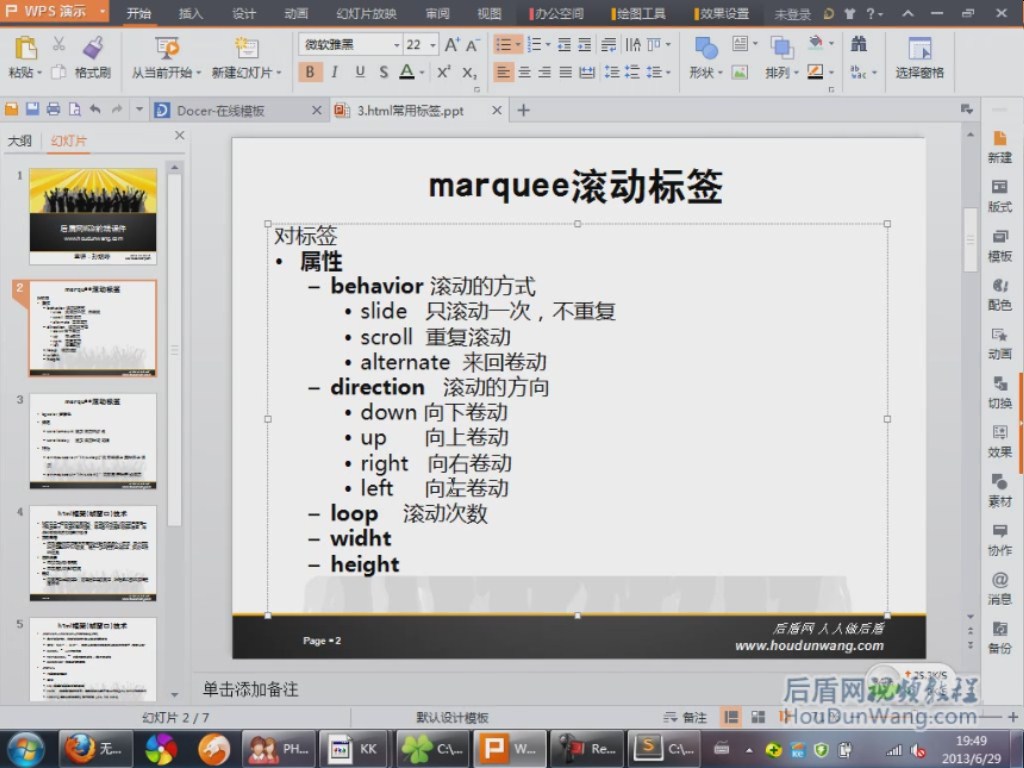 WPS 演示 开始 插入 设计 动画 幻灯片放映 审阅 视图 办公空间 绘图工具 效果设置 未登录
微软雅黑 22
粘贴 格式刷 从当前开始 新建幻灯片 B I U S A X² X₂ 形状 排列 选择窗格
Docer-在线模板 3.html常用标签.ppt
大纲 幻灯片
1
2
3
4
5
marquee滚动标签
对标签
• 属性
– behavior 滚动的方式
• slide 只滚动一次，不重复
• scroll 重复滚动
• alternate 来回卷动
– direction 滚动的方向
• down 向下卷动
• up 向上卷动
• right 向右卷动
• left 向左卷动
– loop 滚动次数
– widht
– height
Page ▪ 2
后盾网 人人做后盾
www.houdunwang.com
新建
版式
模板
配色
动画
切换
效果
素材
协作
消息
备份
单击添加备注
后盾网视频教程
HouDunWang.com
幻灯片 2 / 7 默认设计模板 备注
无... PH... KK C:\... W... Re... C:\...
19:49
2013/6/29